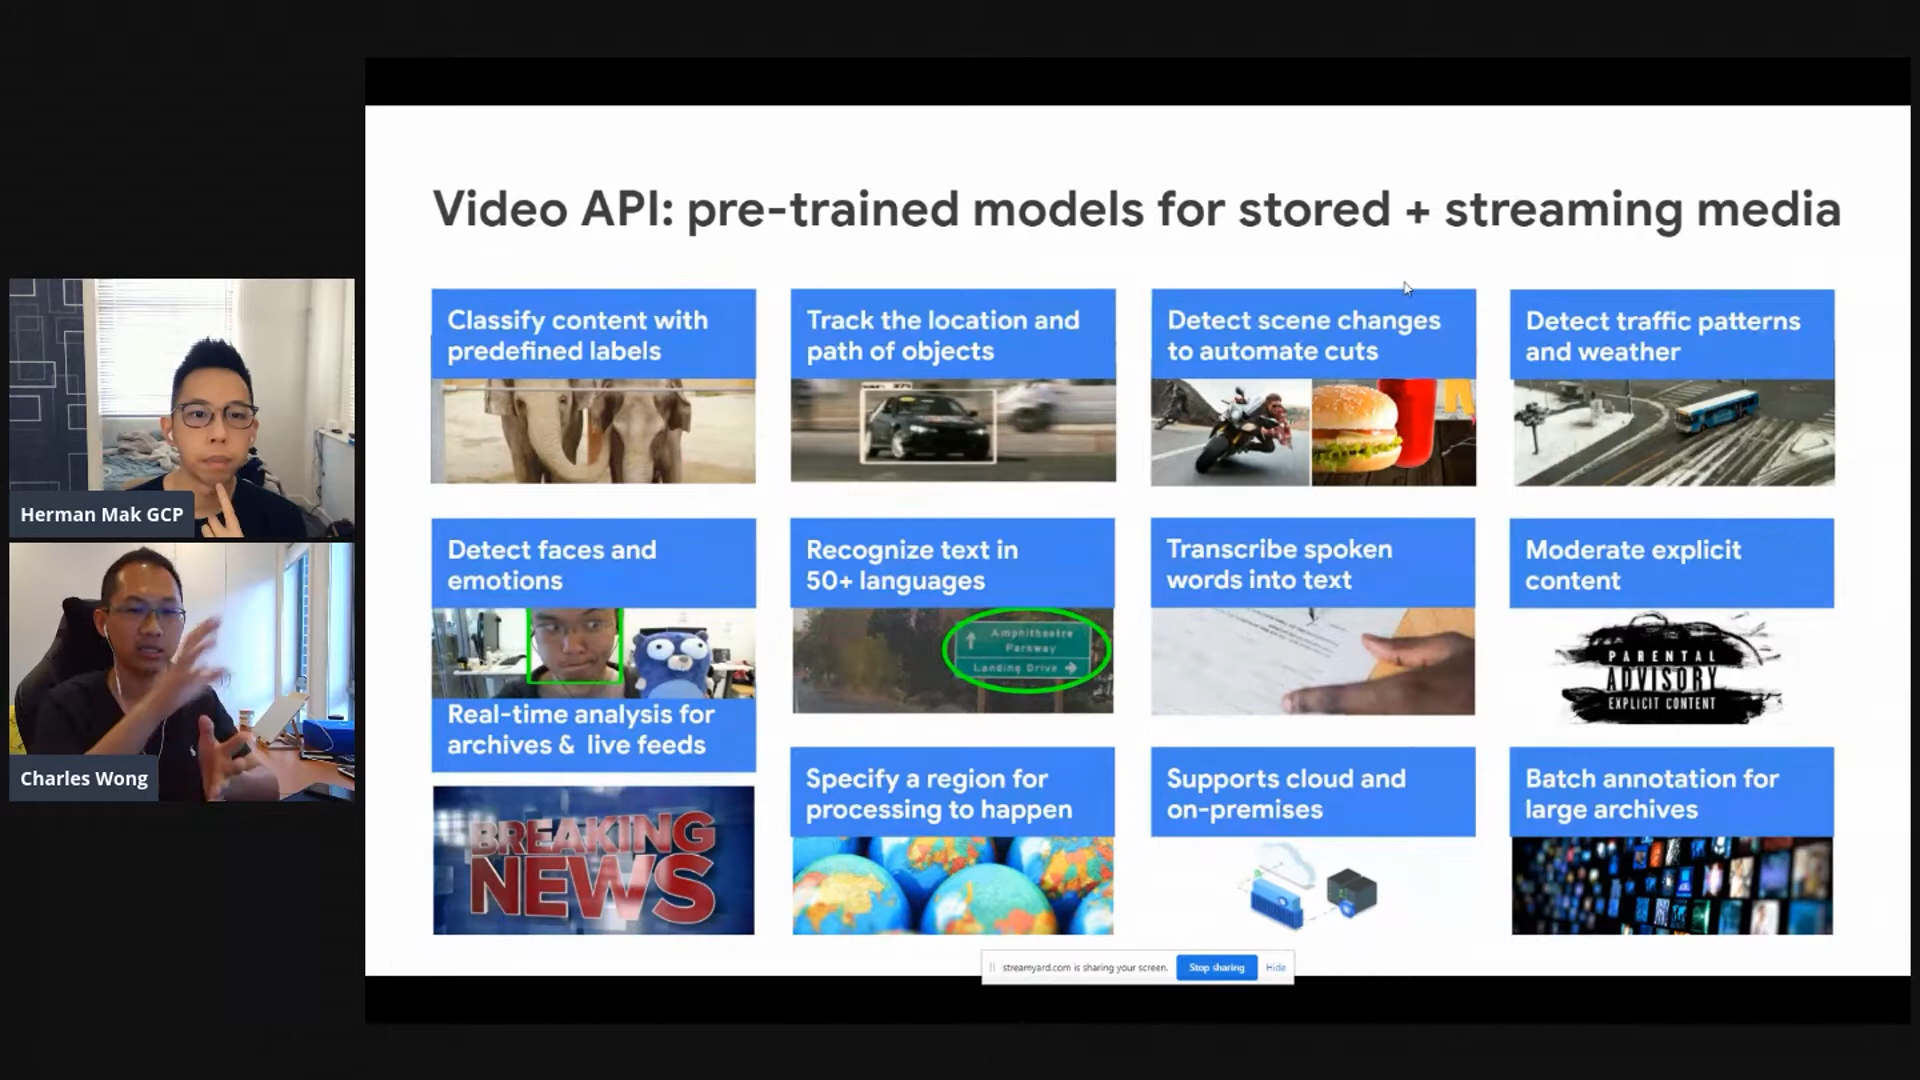 Video API: pre-trained models for stored + streaming media
Classify content with
predefined labels
Track the location and
path of objects
Detect scene changes
to automate cuts
Detect traffic patterns
and weather
Herman Mak GCP
Detect faces and
emotions
Recognize text in
50+ languages
Amphitheatre
Parkway
Landing Drive
Transcribe spoken
words into text
Moderate explicit
content
PARENTAL
ADVISORY
EXPLICIT CONTENT
Charles Wong
Real-time analysis for
archives & live feeds
BREAKING
NEWS
Specify a region for
processing to happen
Supports cloud and
on-premises
Batch annotation for
large archives
streamyard.com is sharing your screen.
Stop sharing
Hide